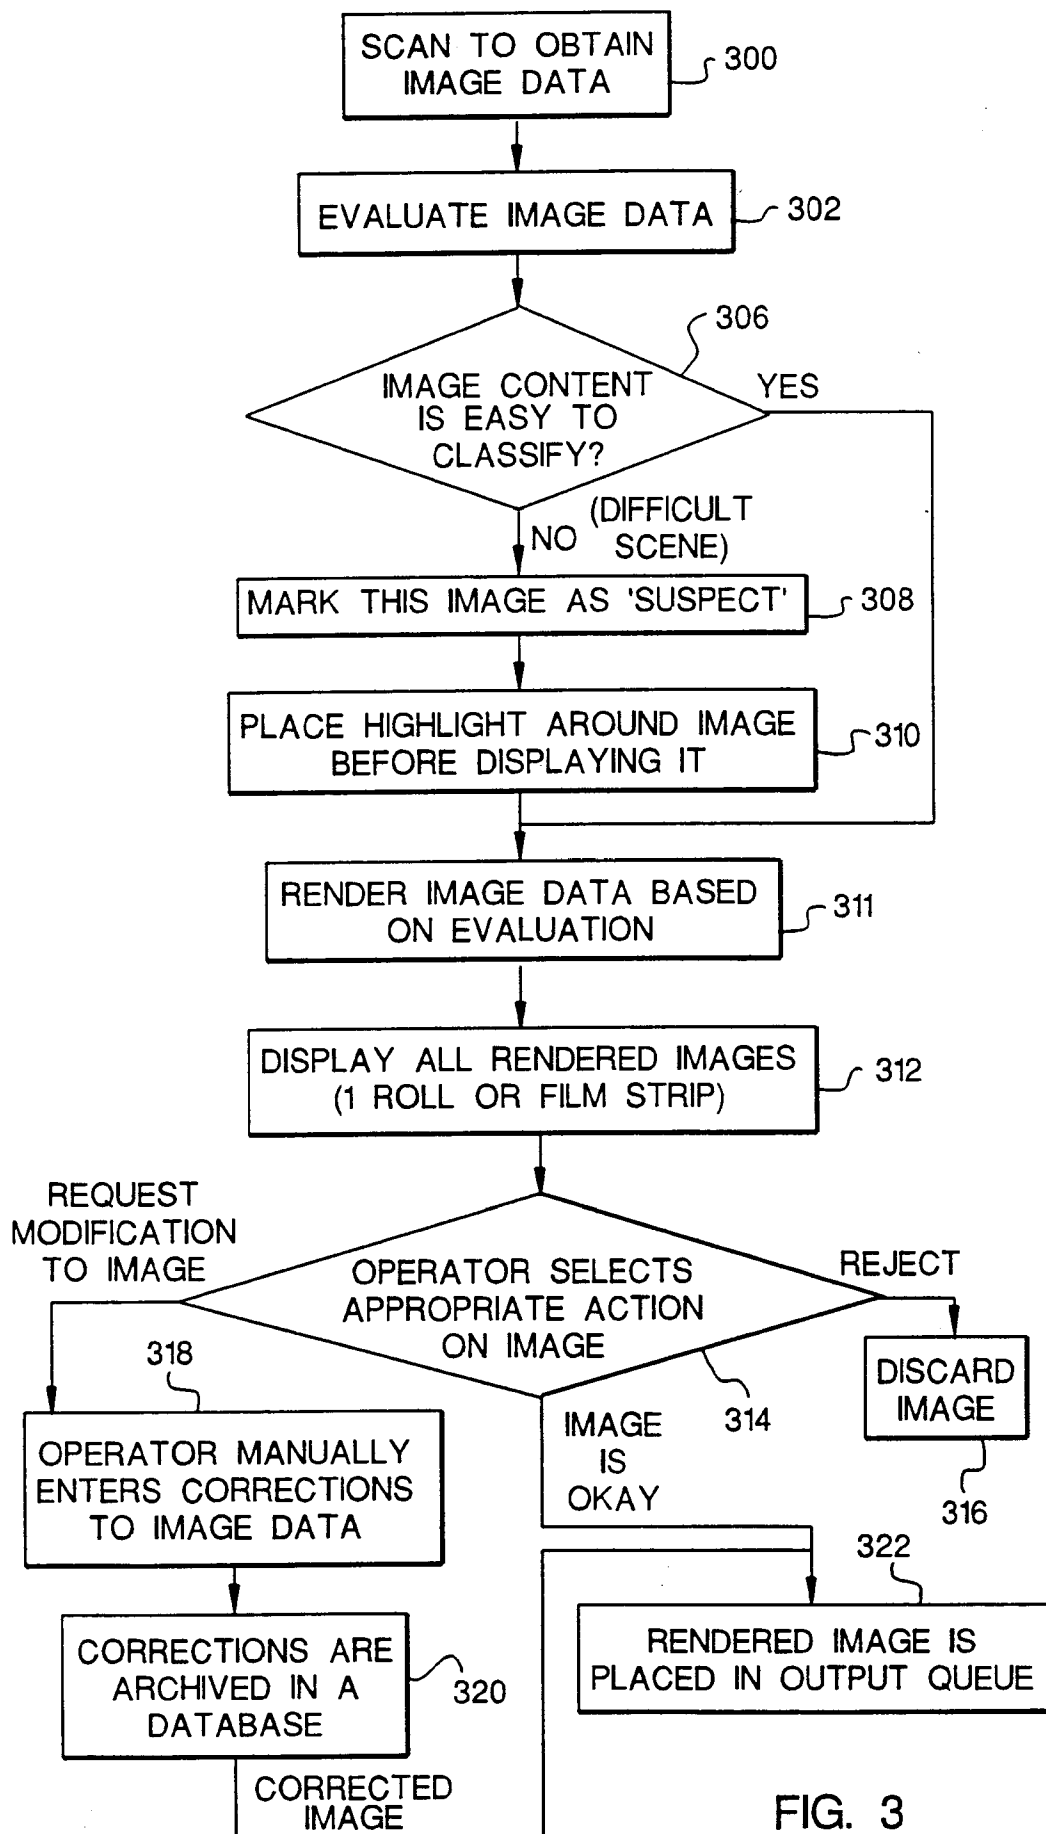 SCAN TO OBTAIN
IMAGE DATA
300
EVALUATE IMAGE DATA
302
306
IMAGE CONTENT
IS EASY TO
CLASSIFY?
YES
NO
(DIFFICULT
SCENE)
MARK THIS IMAGE AS 'SUSPECT'
308
PLACE HIGHLIGHT AROUND IMAGE
BEFORE DISPLAYING IT
310
RENDER IMAGE DATA BASED
ON EVALUATION
311
DISPLAY ALL RENDERED IMAGES
(1 ROLL OR FILM STRIP)
312
REQUEST
MODIFICATION
TO IMAGE
OPERATOR SELECTS
APPROPRIATE ACTION
ON IMAGE
REJECT
314
DISCARD
IMAGE
316
318
OPERATOR MANUALLY
ENTERS CORRECTIONS
TO IMAGE DATA
IMAGE
IS
OKAY
322
CORRECTIONS ARE
ARCHIVED IN A
DATABASE
320
RENDERED IMAGE IS
PLACED IN OUTPUT QUEUE
CORRECTED
IMAGE
FIG. 3